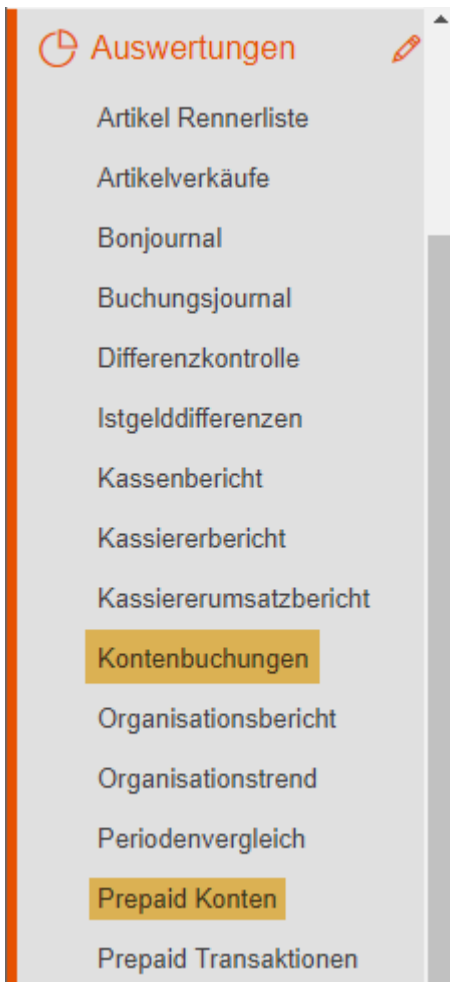 Auswertungen
Artikel Rennerliste
Artikelverkäufe
Bonjournal
Buchungsjournal
Differenzkontrolle
Istgelddifferenzen
Kassenbericht
Kassiererbericht
Kassiererumsatzbericht
Kontenbuchungen
Organisationsbericht
Organisationstrend
Periodenvergleich
Prepaid Konten
Prepaid Transaktionen